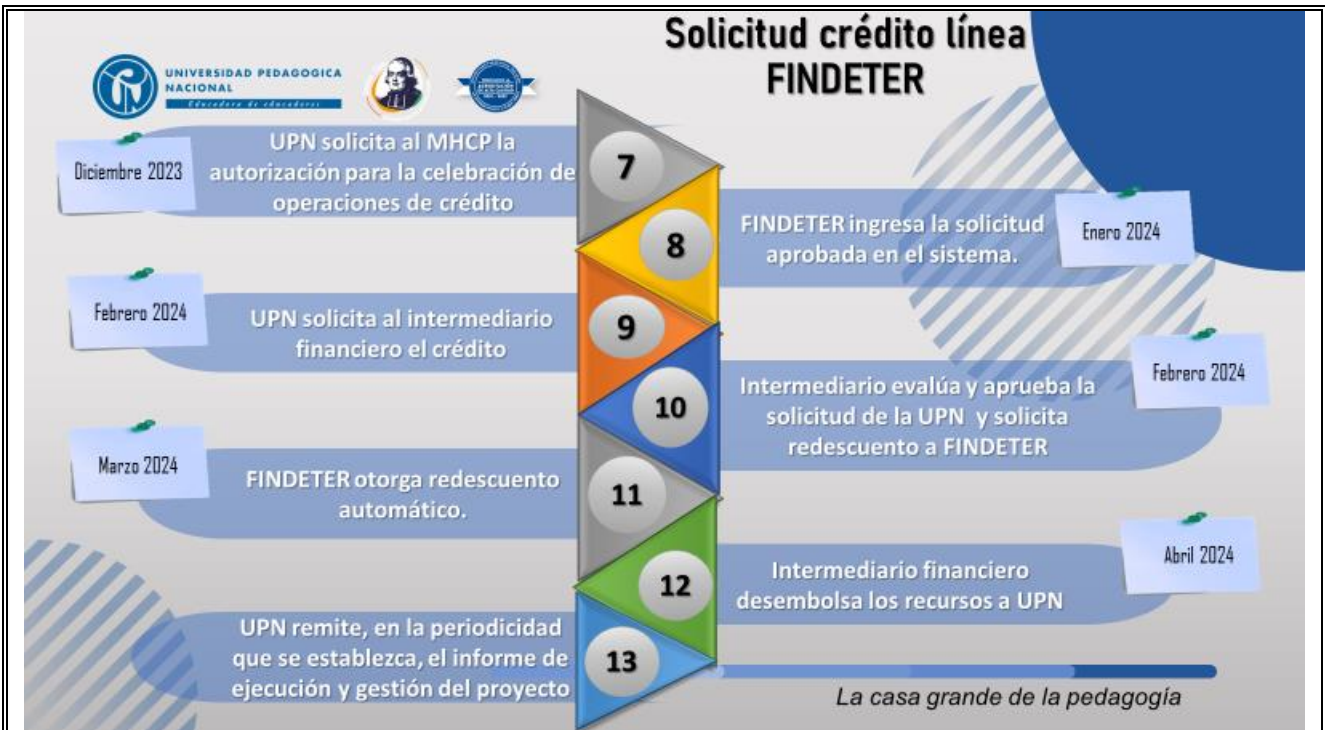 Solicitud crédito línea
FINDETER
UNIVERSIDAD PEDAGOGICA
NACIONAL
Educadora de educadores
Diciembre 2023
UPN solicita al MHCP la
autorización para la celebración de
operaciones de crédito
7
8
FINDETER ingresa la solicitud
aprobada en el sistema.
Enero 2024
Febrero 2024
UPN solicita al intermediario
financiero el crédito
9
10
Intermediario evalúa y aprueba la
solicitud de la UPN y solicita
redescuento a FINDETER
Febrero 2024
Marzo 2024
FINDETER otorga redescuento
automático.
11
12
Intermediario financiero
desembolsa los recursos a UPN
Abril 2024
UPN remite, en la periodicidad
que se establezca, el informe de
ejecución y gestión del proyecto
13
La casa grande de la pedagogía